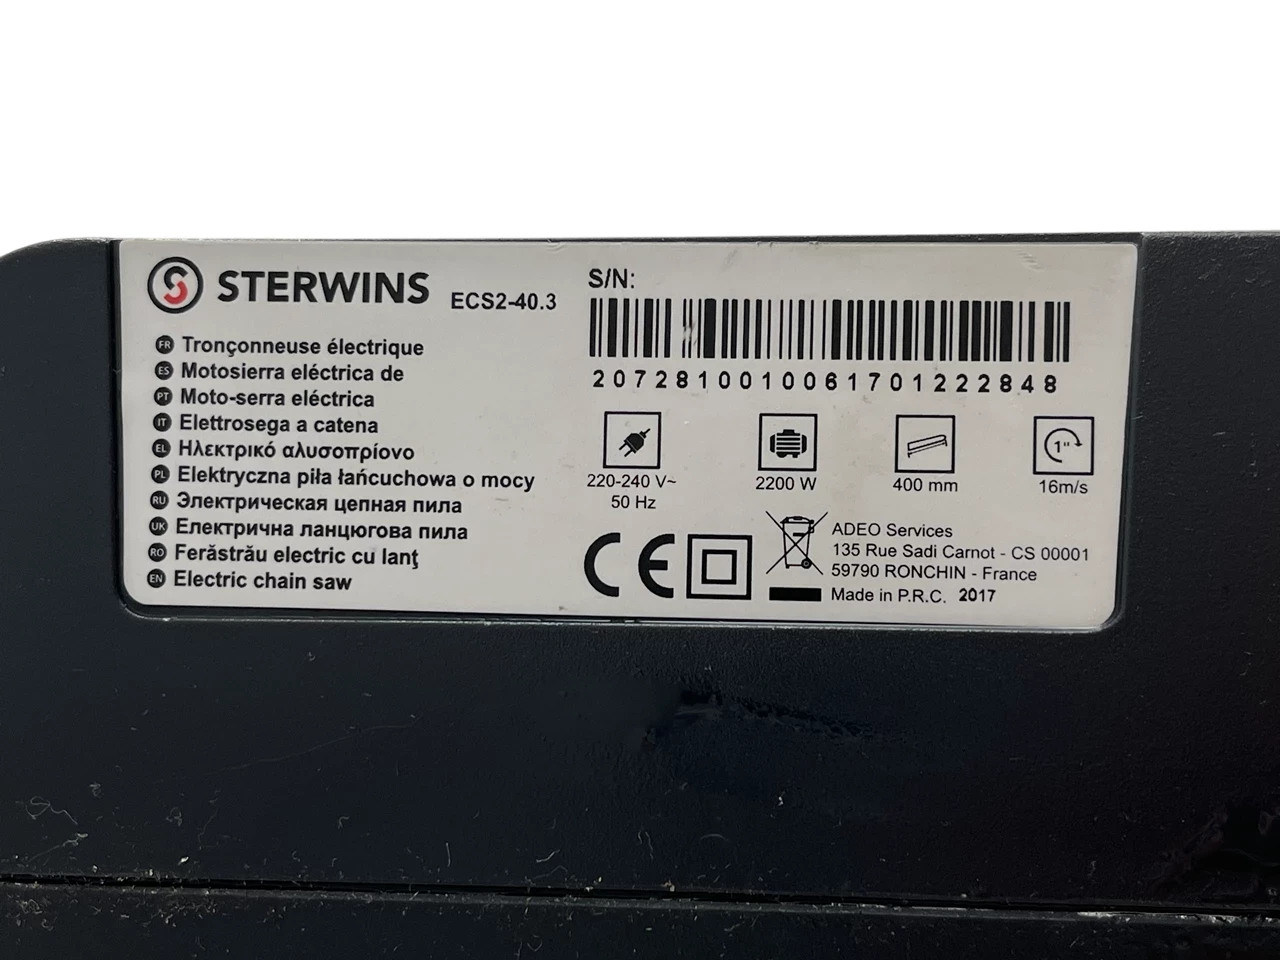 STERWINS ECS2-40.3
FR Tronçonneuse électrique
ES Motosierra eléctrica de
PT Moto-serra eléctrica
IT Elettrosega a catena
EL Ηλεκτρικό αλυσοπρίονο
PL Elektryczna piła łańcuchowa o mocy
RU Электрическая цепная пила
UK Електрична ланцюгова пила
RO Ferăstrău electric cu lanţ
EN Electric chain saw
S/N:
2072810010061701222848
220-240 V~
50 Hz
2200 W
400 mm
1"
16m/s
CE
ADEO Services
135 Rue Sadi Carnot - CS 00001
59790 RONCHIN - France
Made in P.R.C. 2017